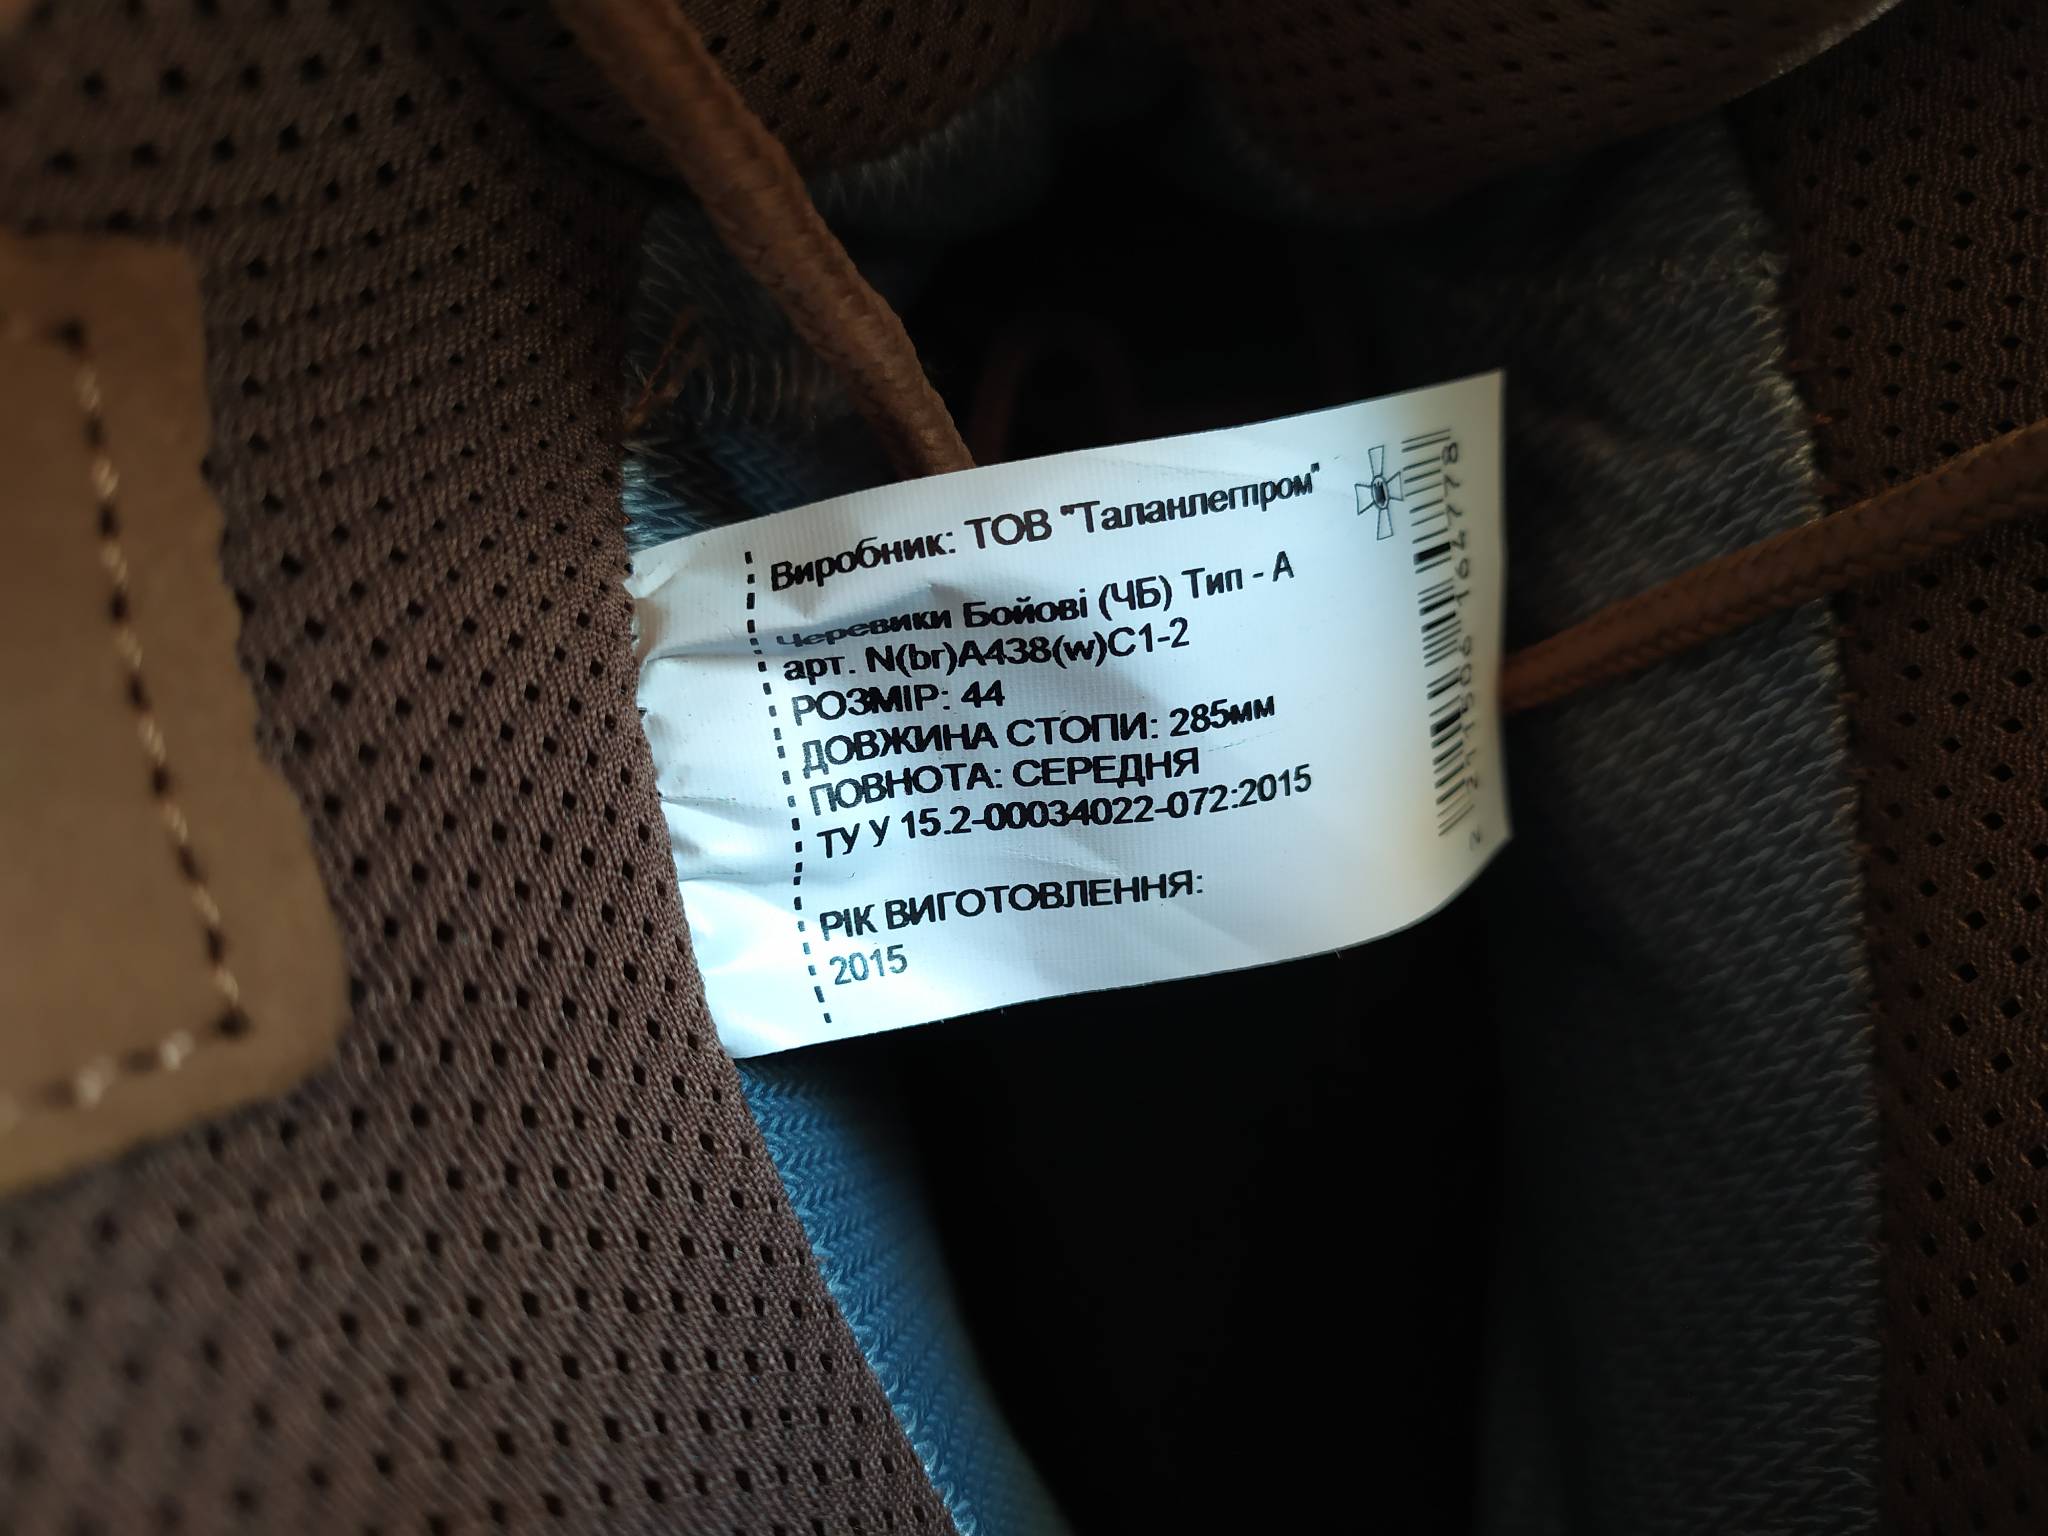 Виробник: ТОВ "Таланлегпром"
Черевики Бойові (ЧБ) Тип - А
арт. N(br)A438(w)C1-2
РОЗМІР: 44
ДОВЖИНА СТОПИ: 285мм
ПОВНОТА: СЕРЕДНЯ
ТУ У 15.2-00034022-072:2015
РІК ВИГОТОВЛЕННЯ:
2015